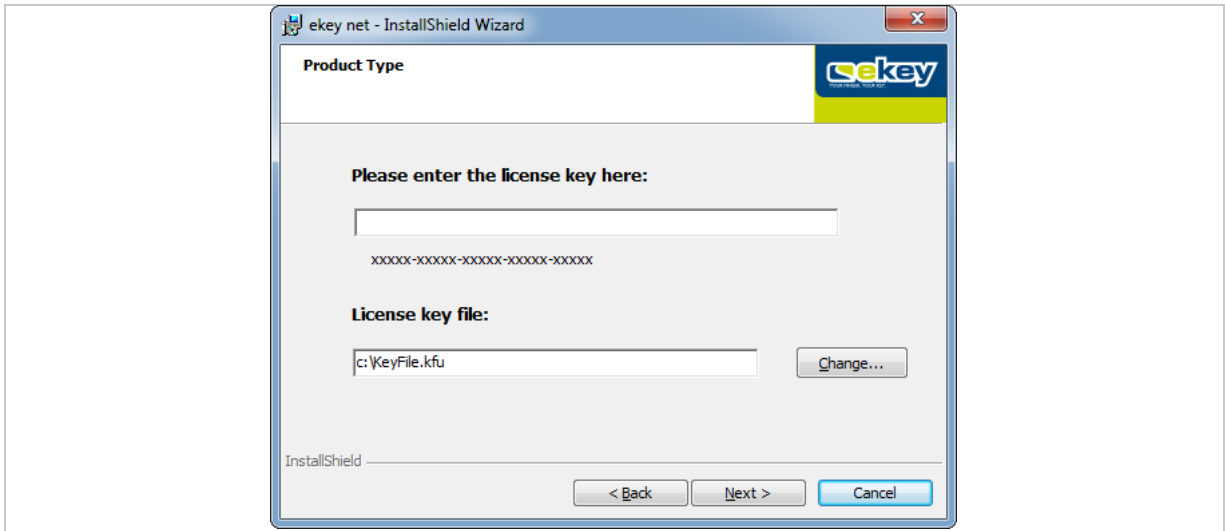 ekey net - InstallShield Wizard
Product Type
ekey
YOUR FINGER. YOUR KEY.
Please enter the license key here:
xxxxx-xxxxx-xxxxx-xxxxx-xxxxx
License key file:
c:\KeyFile.kfu
Change...
InstallShield
< Back
Next >
Cancel